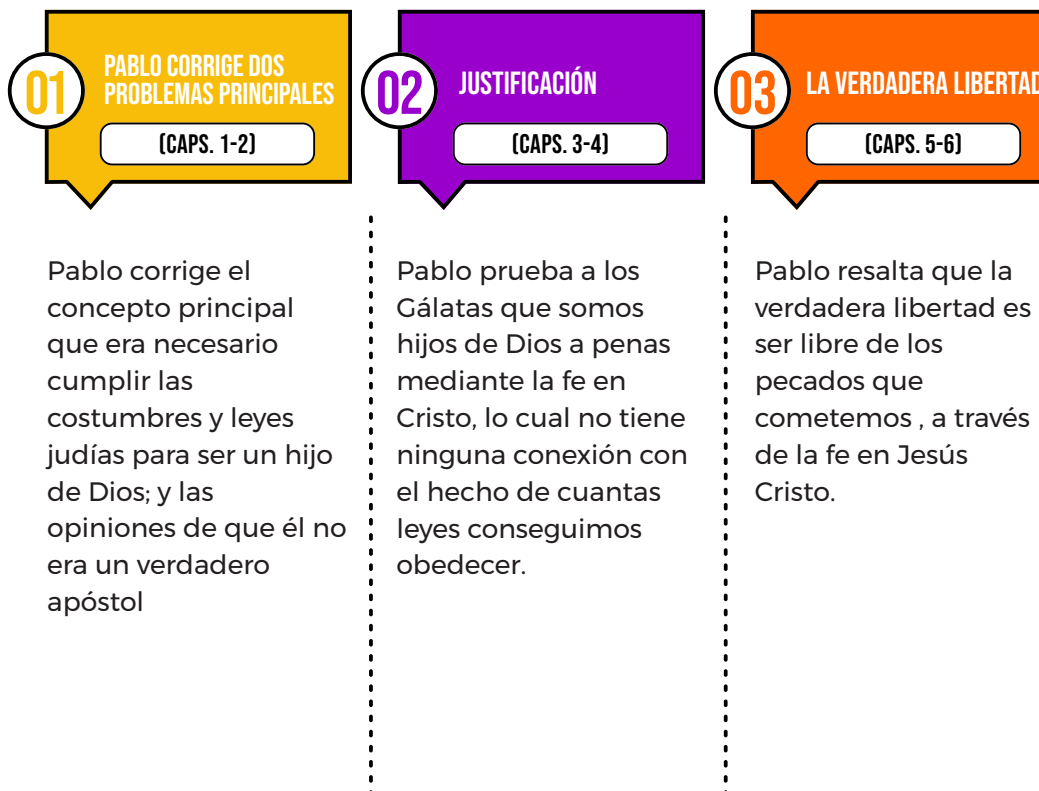 01
PABLO CORRIGE DOS
PROBLEMAS PRINCIPALES
(CAPS. 1-2)
Pablo corrige el
concepto principal
que era necesario
cumplir las
costumbres y leyes
judías para ser un hijo
de Dios; y las
opiniones de que él no
era un verdadero
apóstol
02
JUSTIFICACIÓN
(CAPS. 3-4)
Pablo prueba a los
Gálatas que somos
hijos de Dios a penas
mediante la fe en
Cristo, lo cual no tiene
ninguna conexión con
el hecho de cuantas
leyes conseguimos
obedecer.
03
LA VERDADERA LIBERTAD
(CAPS. 5-6)
Pablo resalta que la
verdadera libertad es
ser libre de los
pecados que
cometemos , a través
de la fe en Jesús
Cristo.